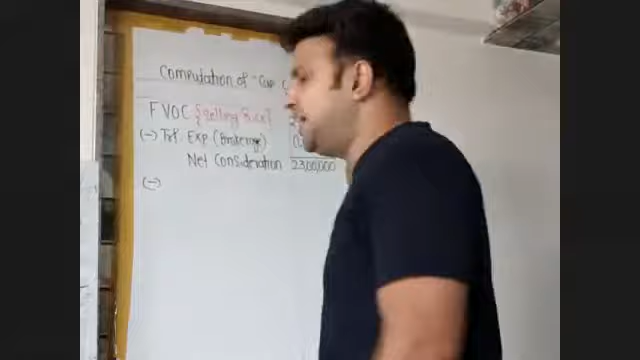 Computation of "Cap
FVOC {Selling Price}
(-) Trf. Exp (Brokerage)
Net Consideration 23,00,000
(-)